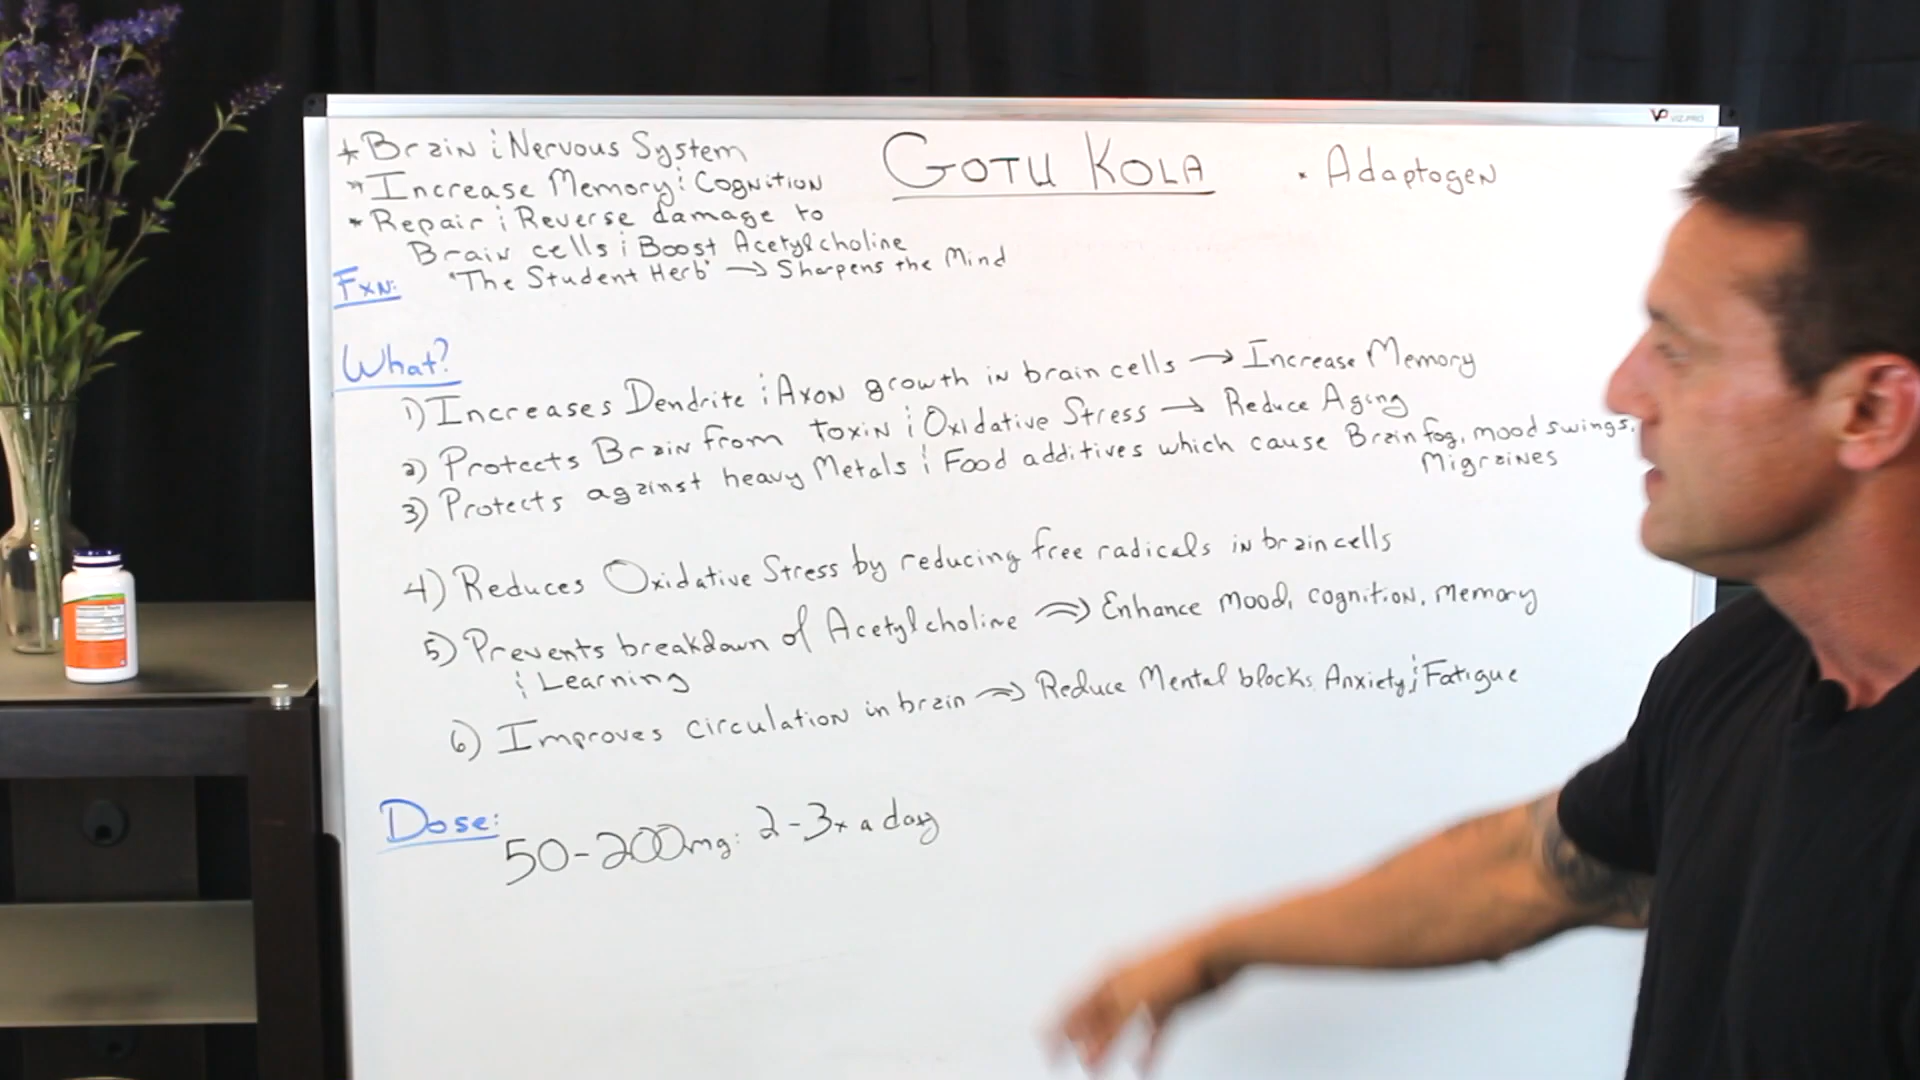 VP VIZ-PRO
* Brain & Nervous System
* Increase Memory & Cognition
* Repair & Reverse damage to
Brain cells & Boost Acetylcholine
"The Student Herb" → Sharpens the Mind
GOTU KOLA
• Adaptogen
Fxn:
What?
1) Increases Dendrite & Axon growth in brain cells → Increase Memory
2) Protects Brain from toxin & Oxidative Stress → Reduce Aging
3) Protects against heavy Metals & Food additives which cause Brain fog, mood swings,
Migraines
4) Reduces Oxidative Stress by reducing free radicals in brain cells
5) Prevents breakdown of Acetylcholine ⇒ Enhance mood, cognition, memory
& Learning
6) Improves circulation in brain ⇒ Reduce Mental blocks, Anxiety & Fatigue
Dose:
50-200mg: 2-3x a day